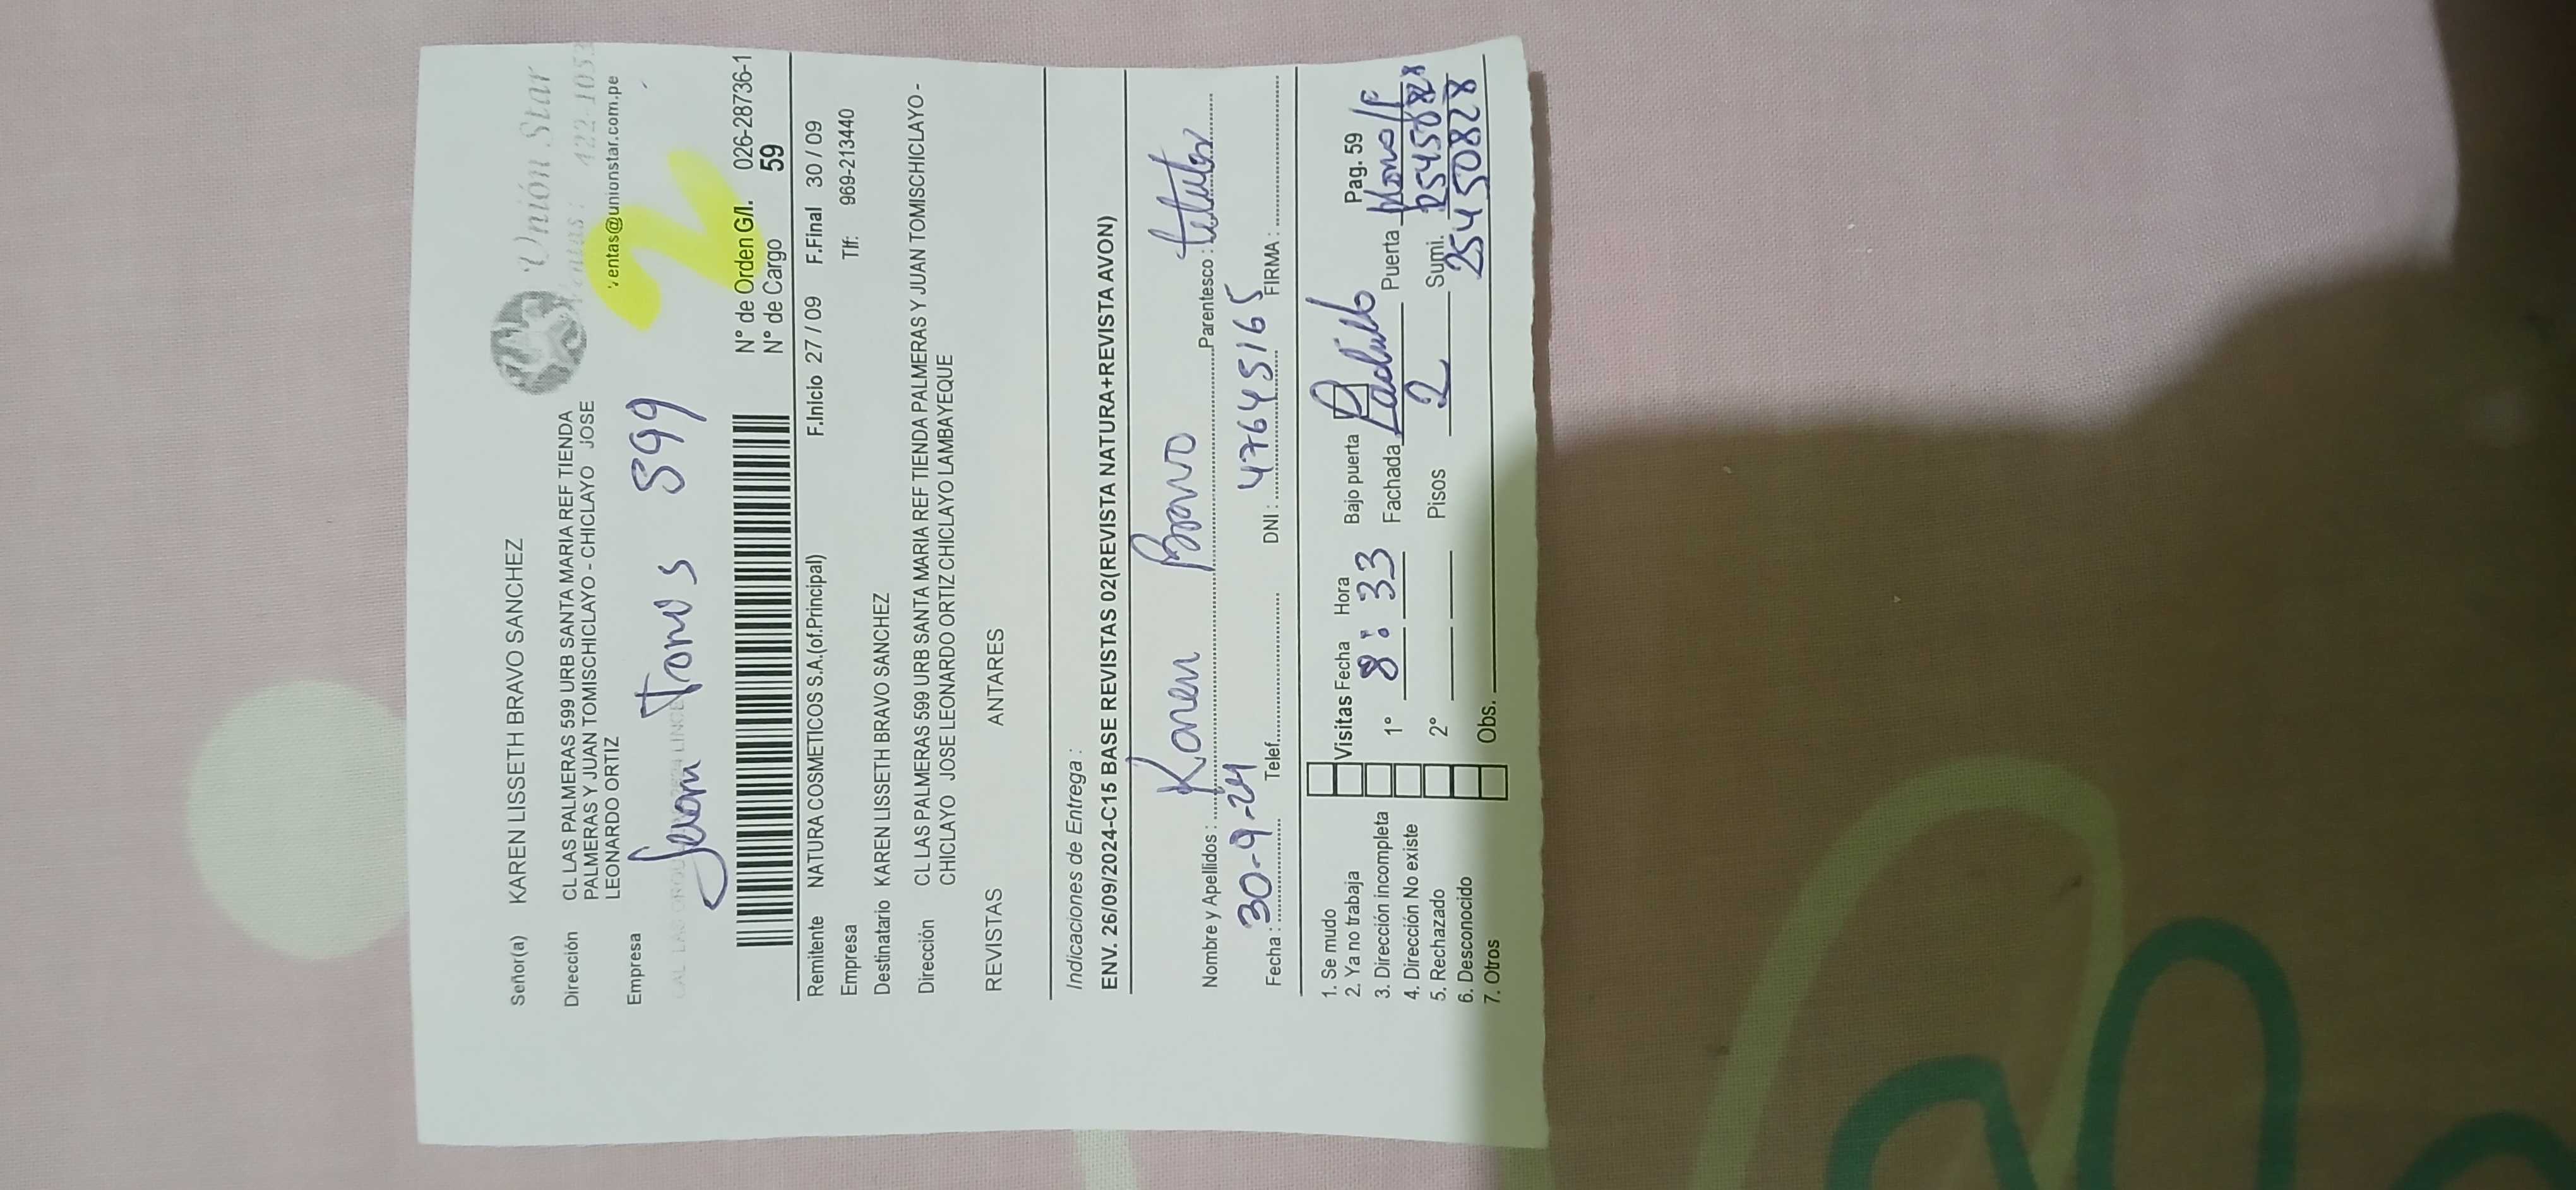 Unión Star
Ventas: 422-1053
ventas@unionstar.com.pe
Señor(a) KAREN LISSETH BRAVO SANCHEZ
Dirección CL LAS PALMERAS 599 URB SANTA MARIA REF TIENDA
PALMERAS Y JUAN TOMISCHICLAYO - CHICLAYO JOSE
LEONARDO ORTIZ
Empresa
599
N° de Orden G/I. 026-28736-1
N° de Cargo 59
Remitente NATURA COSMETICOS S.A.(of.Principal) F.Inicio 27 / 09 F.Final 30 / 09
Empresa Tlf: 969-213440
Destinatario KAREN LISSETH BRAVO SANCHEZ
Dirección CL LAS PALMERAS 599 URB SANTA MARIA REF TIENDA PALMERAS Y JUAN TOMISCHICLAYO -
CHICLAYO JOSE LEONARDO ORTIZ CHICLAYO LAMBAYEQUE
REVISTAS ANTARES
Indicaciones de Entrega :
ENV. 26/09/2024-C15 BASE REVISTAS 02(REVISTA NATURA+REVISTA AVON)
Nombre y Apellidos : Karen Bravo Parentesco : titular
Fecha : 30-9-24 Telef. DNI : 47645165 FIRMA :
1. Se mudo
2. Ya no trabaja
3. Dirección incompleta
4. Dirección No existe
5. Rechazado
6. Desconocido
7. Otros
Visitas Fecha Hora Bajo puerta Pag. 59
1° 8:33 Fachada Ladrillo Puerta
2° Pisos 2 Sumi.
25450828
Obs.